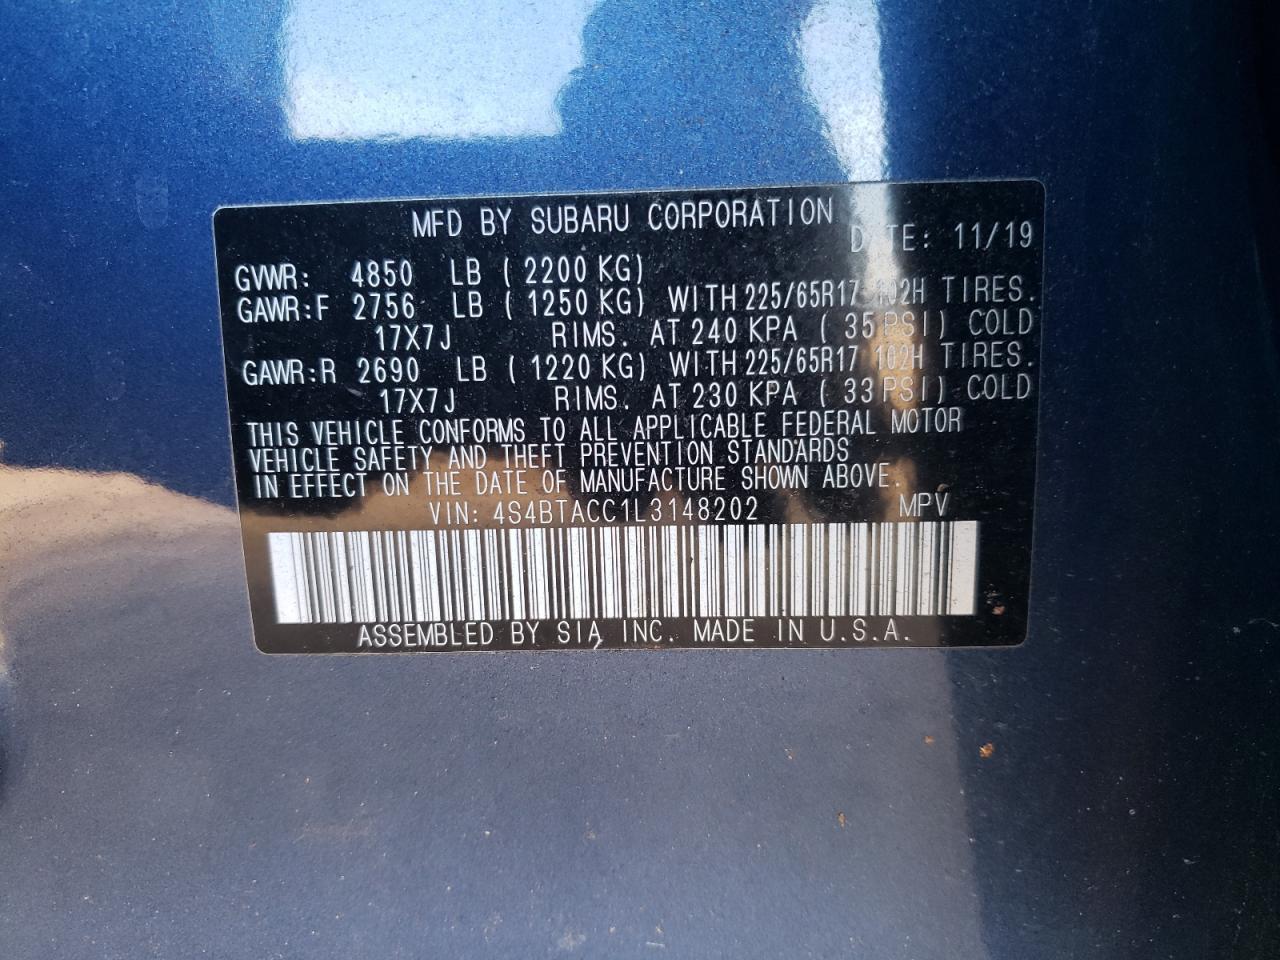 MFD BY SUBARU CORPORATION
DATE: 11/19
GVWR: 4850 LB ( 2200 KG)
GAWR:F 2756 LB ( 1250 KG) WITH 225/65R17 102H TIRES.
17X7J RIMS. AT 240 KPA ( 35 PSI) COLD
GAWR:R 2690 LB ( 1220 KG) WITH 225/65R17 102H TIRES.
17X7J RIMS. AT 230 KPA ( 33 PSI) COLD
THIS VEHICLE CONFORMS TO ALL APPLICABLE FEDERAL MOTOR
VEHICLE SAFETY AND THEFT PREVENTION STANDARDS
IN EFFECT ON THE DATE OF MANUFACTURE SHOWN ABOVE.
VIN: 4S4BTACC1L3148202 MPV
ASSEMBLED BY SIA, INC. MADE IN U.S.A.